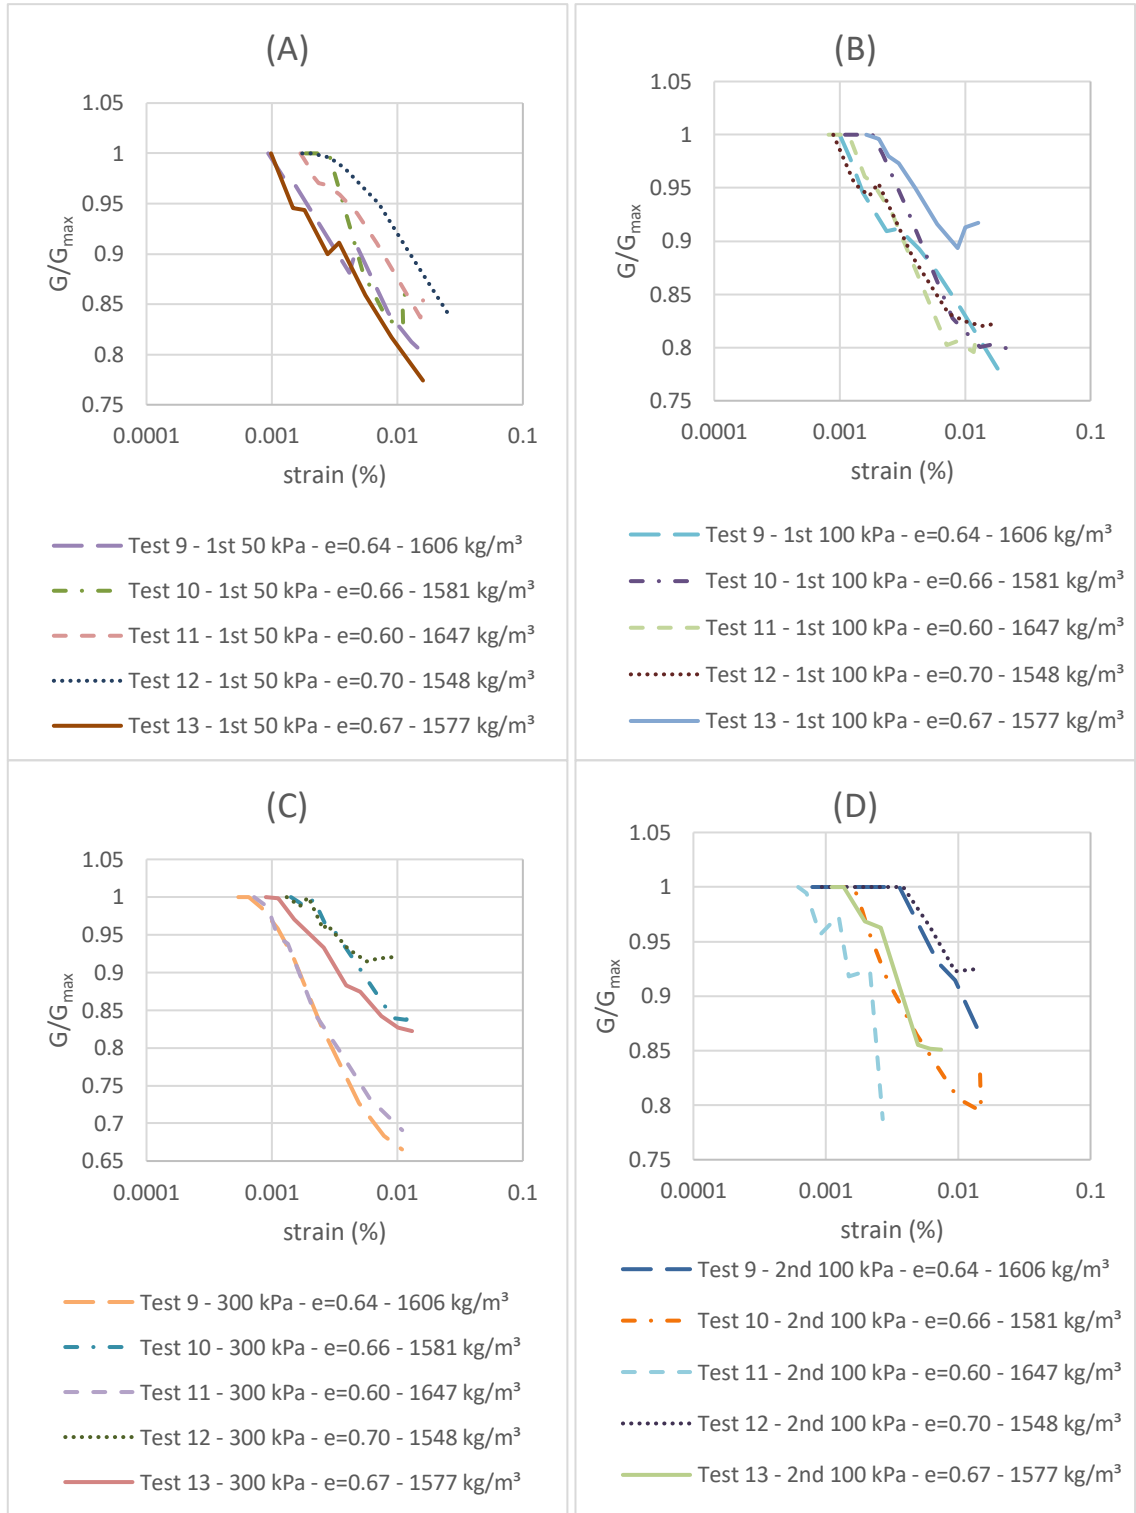 (A)
1.05
1
0.95
0.9
0.85
0.8
0.75
G/Gmax
0.0001 0.001 0.01 0.1
strain (%)
Test 9 - 1st 50 kPa - e=0.64 - 1606 kg/m³
Test 10 - 1st 50 kPa - e=0.66 - 1581 kg/m³
Test 11 - 1st 50 kPa - e=0.60 - 1647 kg/m³
Test 12 - 1st 50 kPa - e=0.70 - 1548 kg/m³
Test 13 - 1st 50 kPa - e=0.67 - 1577 kg/m³
(B)
1.05
1
0.95
0.9
0.85
0.8
0.75
G/Gmax
0.0001 0.001 0.01 0.1
strain (%)
Test 9 - 1st 100 kPa - e=0.64 - 1606 kg/m³
Test 10 - 1st 100 kPa - e=0.66 - 1581 kg/m³
Test 11 - 1st 100 kPa - e=0.60 - 1647 kg/m³
Test 12 - 1st 100 kPa - e=0.70 - 1548 kg/m³
Test 13 - 1st 100 kPa - e=0.67 - 1577 kg/m³
(C)
1.05
1
0.95
0.9
0.85
0.8
0.75
0.7
0.65
G/Gmax
0.0001 0.001 0.01 0.1
strain (%)
Test 9 - 300 kPa - e=0.64 - 1606 kg/m³
Test 10 - 300 kPa - e=0.66 - 1581 kg/m³
Test 11 - 300 kPa - e=0.60 - 1647 kg/m³
Test 12 - 300 kPa - e=0.70 - 1548 kg/m³
Test 13 - 300 kPa - e=0.67 - 1577 kg/m³
(D)
1.05
1
0.95
0.9
0.85
0.8
0.75
G/Gmax
0.0001 0.001 0.01 0.1
strain (%)
Test 9 - 2nd 100 kPa - e=0.64 - 1606 kg/m³
Test 10 - 2nd 100 kPa - e=0.66 - 1581 kg/m³
Test 11 - 2nd 100 kPa - e=0.60 - 1647 kg/m³
Test 12 - 2nd 100 kPa - e=0.70 - 1548 kg/m³
Test 13 - 2nd 100 kPa - e=0.67 - 1577 kg/m³